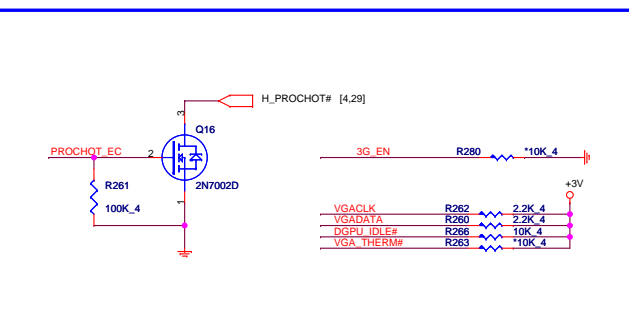 H_PROCHOT# [4,29]
3
Q16
PROCHOT_EC
2
3G_EN R280 *10K_4
R261
2N7002D
+3V
100K_4
1
VGACLK R262 2.2K_4
VGADATA R260 2.2K_4
DGPU_IDLE# R266 10K_4
VGA_THERM# R263 *10K_4